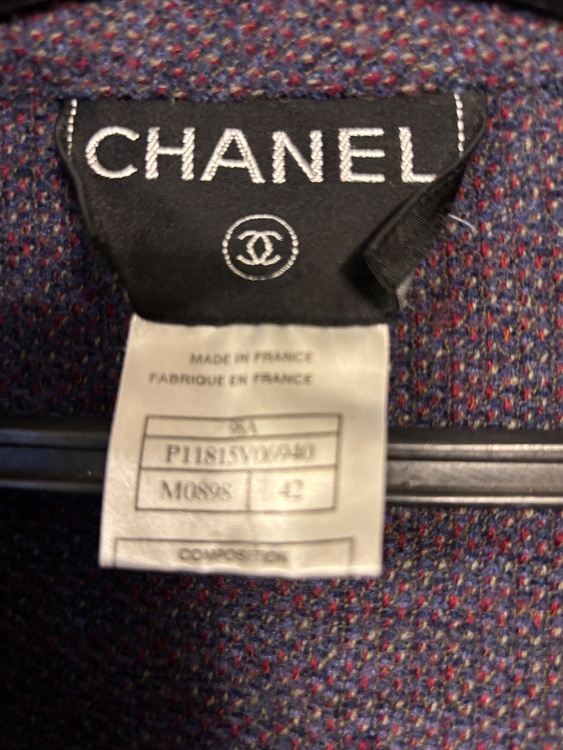 CHANEL
MADE IN FRANCE
FABRIQUE EN FRANCE
98A
P11815V06940
M0898 42
COMPOSITION